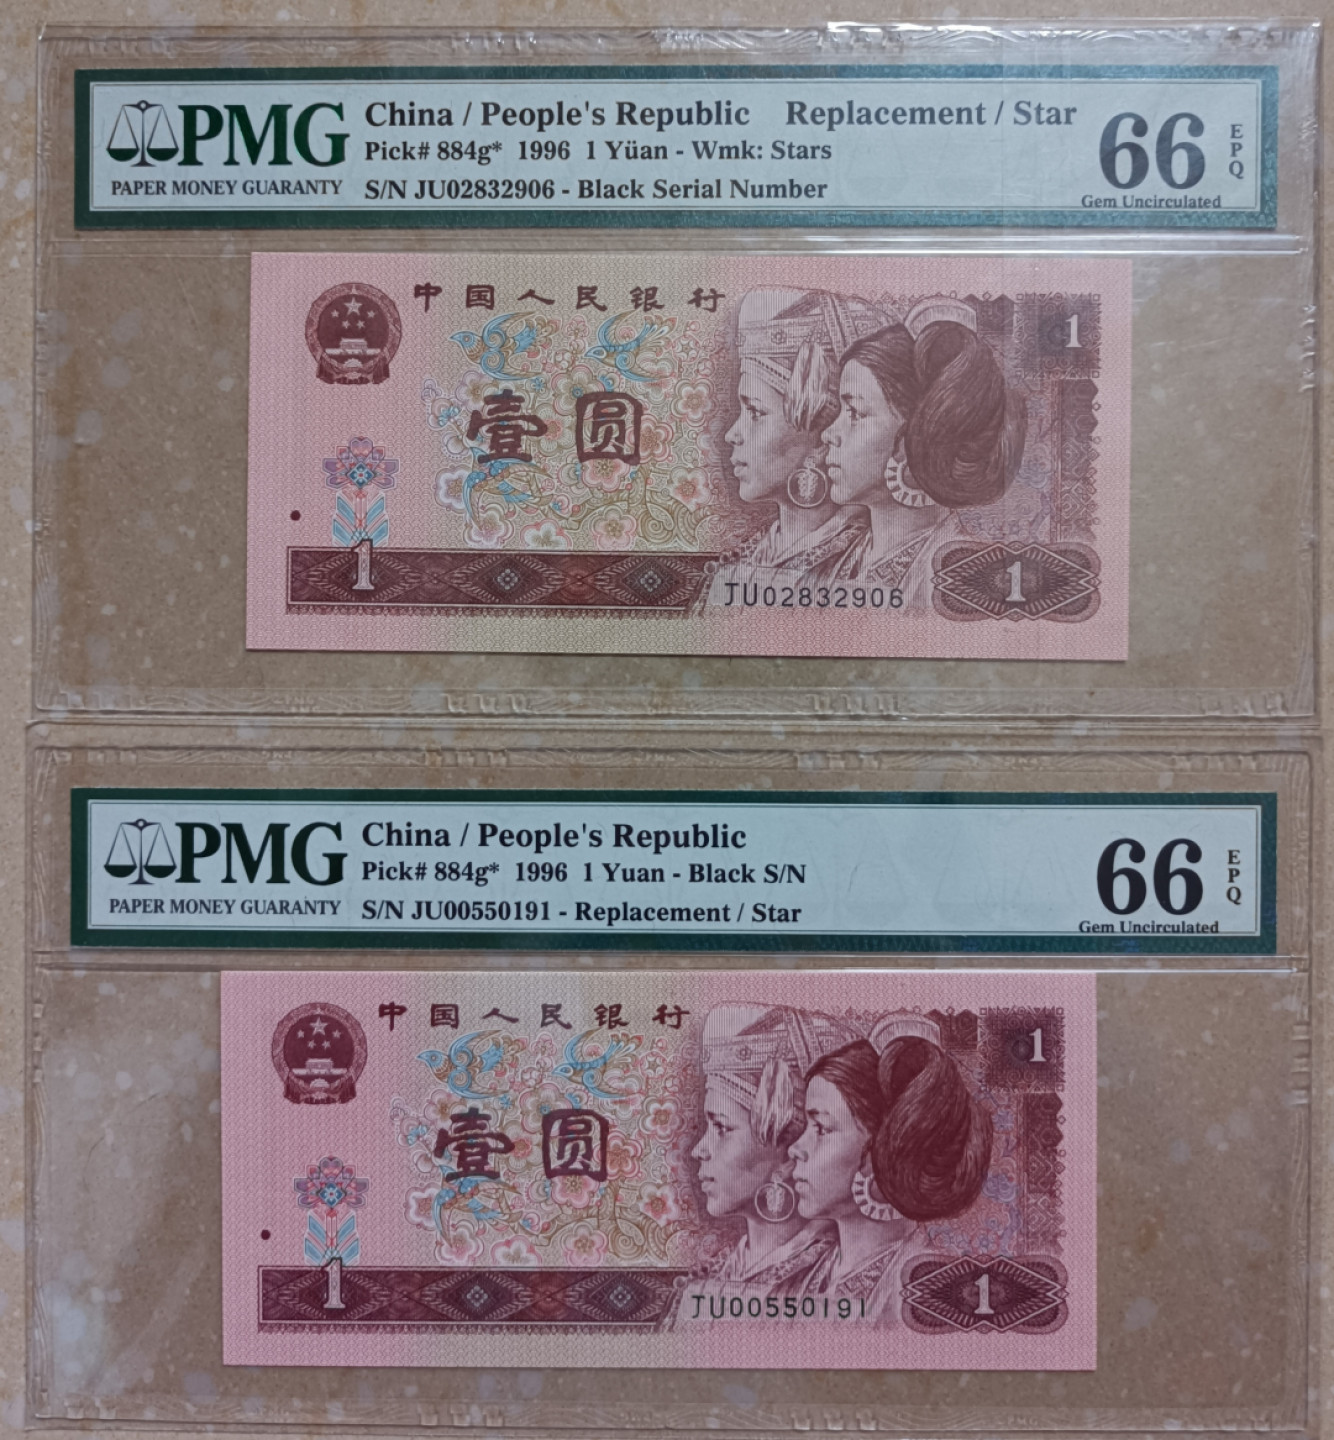 PMG
PAPER MONEY GUARANTY
China / People's Republic Replacement / Star
Pick# 884g* 1996 1 Yüan - Wmk: Stars
S/N JU02832906 - Black Serial Number
66
EPQ
Gem Uncirculated
中国人民银行
1
壹圆
1
JU02832906
1
PMG
PAPER MONEY GUARANTY
China / People's Republic
Pick# 884g* 1996 1 Yuan - Black S/N
S/N JU00550191 - Replacement / Star
66
EPQ
Gem Uncirculated
中国人民银行
1
壹圆
1
JU00550191
1